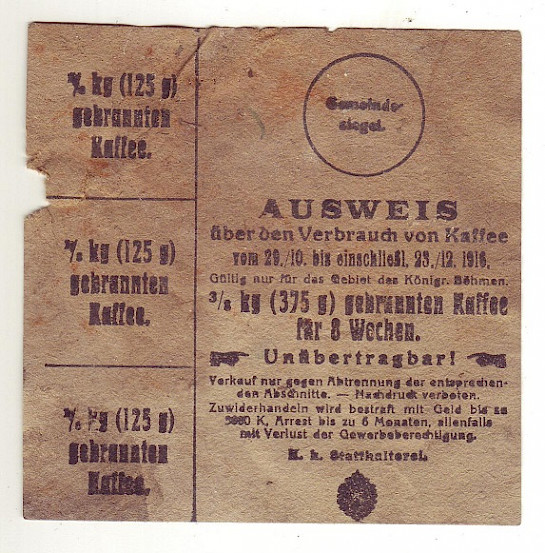 ⅛ kg (125 g)
gebrannten
Kaffee.
⅛ kg (125 g)
gebrannten
Kaffee.
⅛ kg (125 g)
gebrannten
Kaffee.
Gemeinde-
siegel.
AUSWEIS
über den Verbrauch von Kaffee
vom 29./10. bis einschließl. 23./12. 1916.
Gültig nur für das Gebiet des Königr. Böhmen.
3/8 kg (375 g) gebrannten Kaffee
für 8 Wochen.
Unübertragbar!
Verkauf nur gegen Abtrennung der entsprechen-
den Abschnitte. — Nachdruck verboten.
Zuwiderhandeln wird bestraft mit Geld bis zu
5000 K, Arrest bis zu 6 Monaten, allenfalls
mit Verlust der Gewerbeberechtigung.
K. k. Statthalterei.